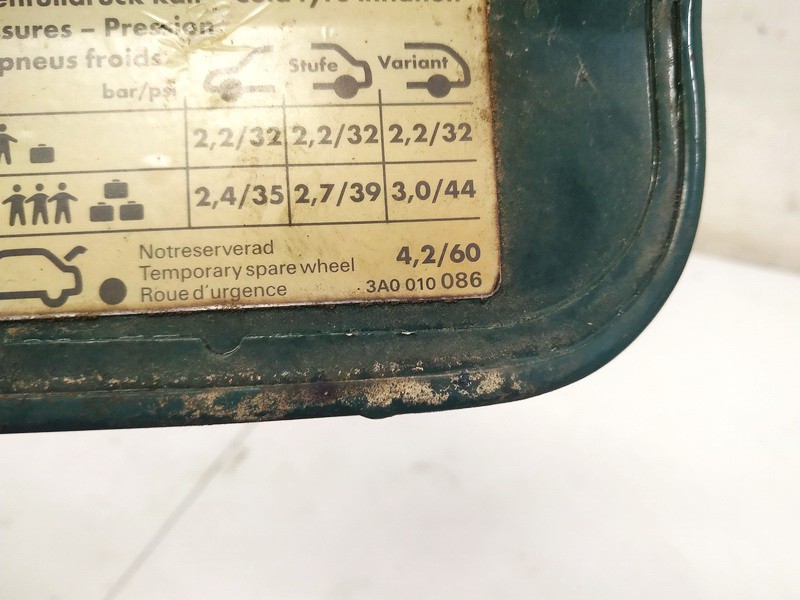 sures – Pression
pneus froids
bar/psi Stufe Variant
2,2/32 2,2/32 2,2/32
2,4/35 2,7/39 3,0/44
Notreserverad
Temporary spare wheel 4,2/60
Roue d'urgence 3A0 010 086